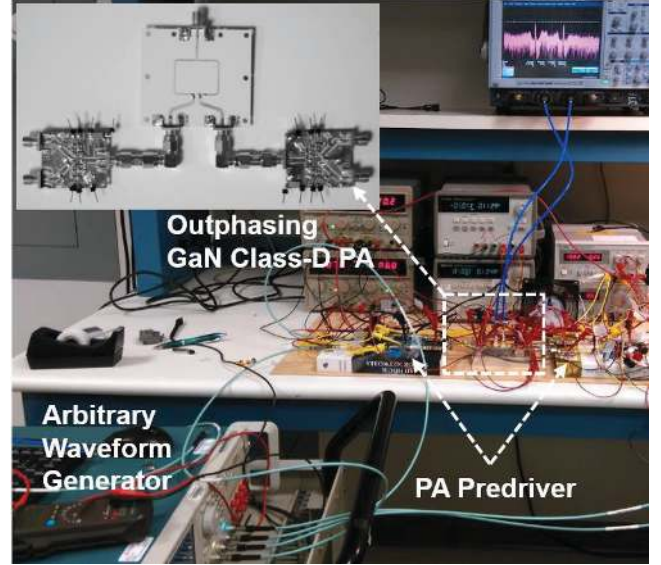 Outphasing
GaN Class-D PA
Arbitrary
Waveform
Generator
PA Predriver